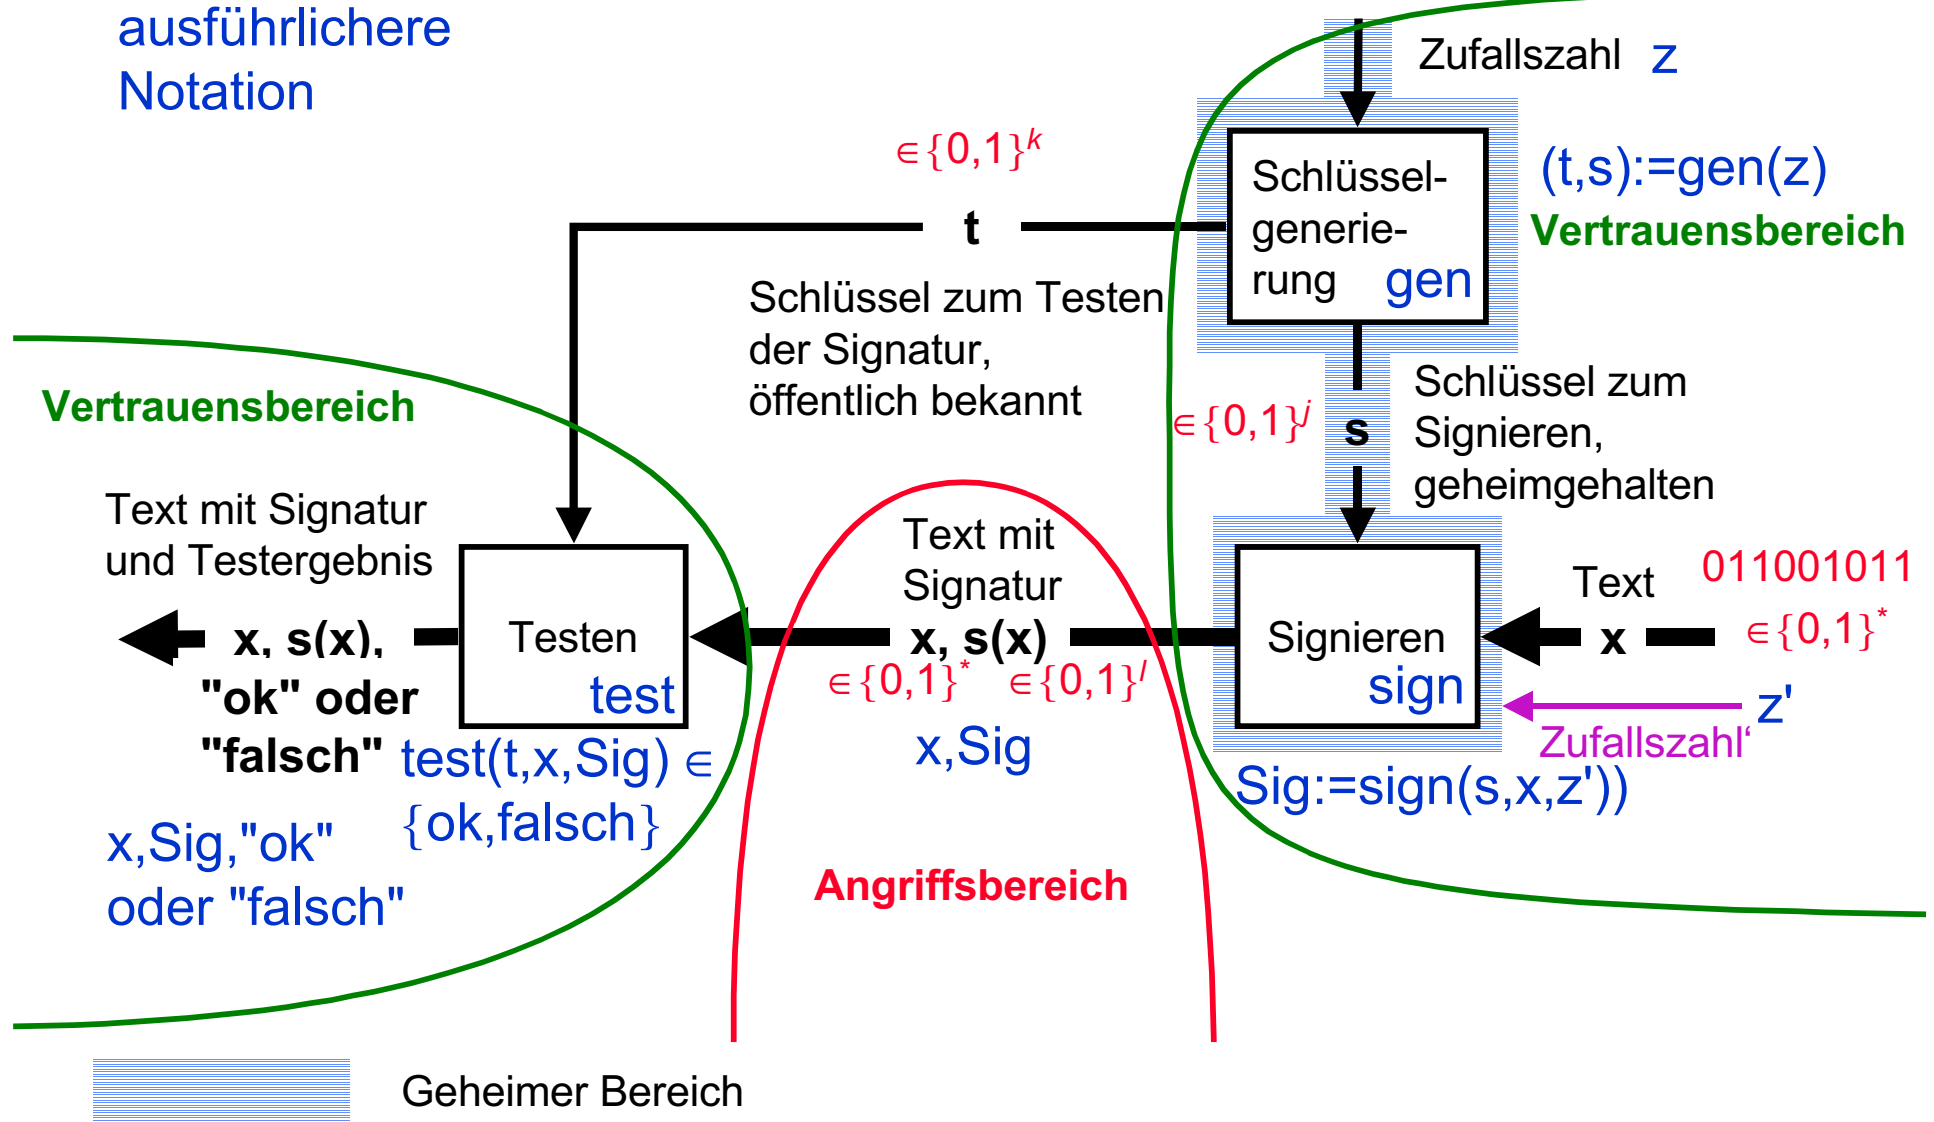 ausführlichere
Notation
Zufallszahl z
∈{0,1}^k
(t,s):=gen(z)
Schlüssel-
generie-
rung gen
Vertrauensbereich
t
Schlüssel zum Testen
der Signatur,
öffentlich bekannt
Vertrauensbereich
Schlüssel zum
Signieren,
geheimgehalten
∈{0,1}^j
s
Text mit Signatur
und Testergebnis
Text mit
Signatur
Text
011001011
x, s(x),
"ok" oder
"falsch"
Testen
test
x, s(x)
∈{0,1}^* ∈{0,1}^l
x,Sig
Signieren
sign
x
∈{0,1}^*
z'
Zufallszahl‘
test(t,x,Sig) ∈
{ok,falsch}
Sig:=sign(s,x,z'))
x,Sig,"ok"
oder "falsch"
Angriffsbereich
Geheimer Bereich